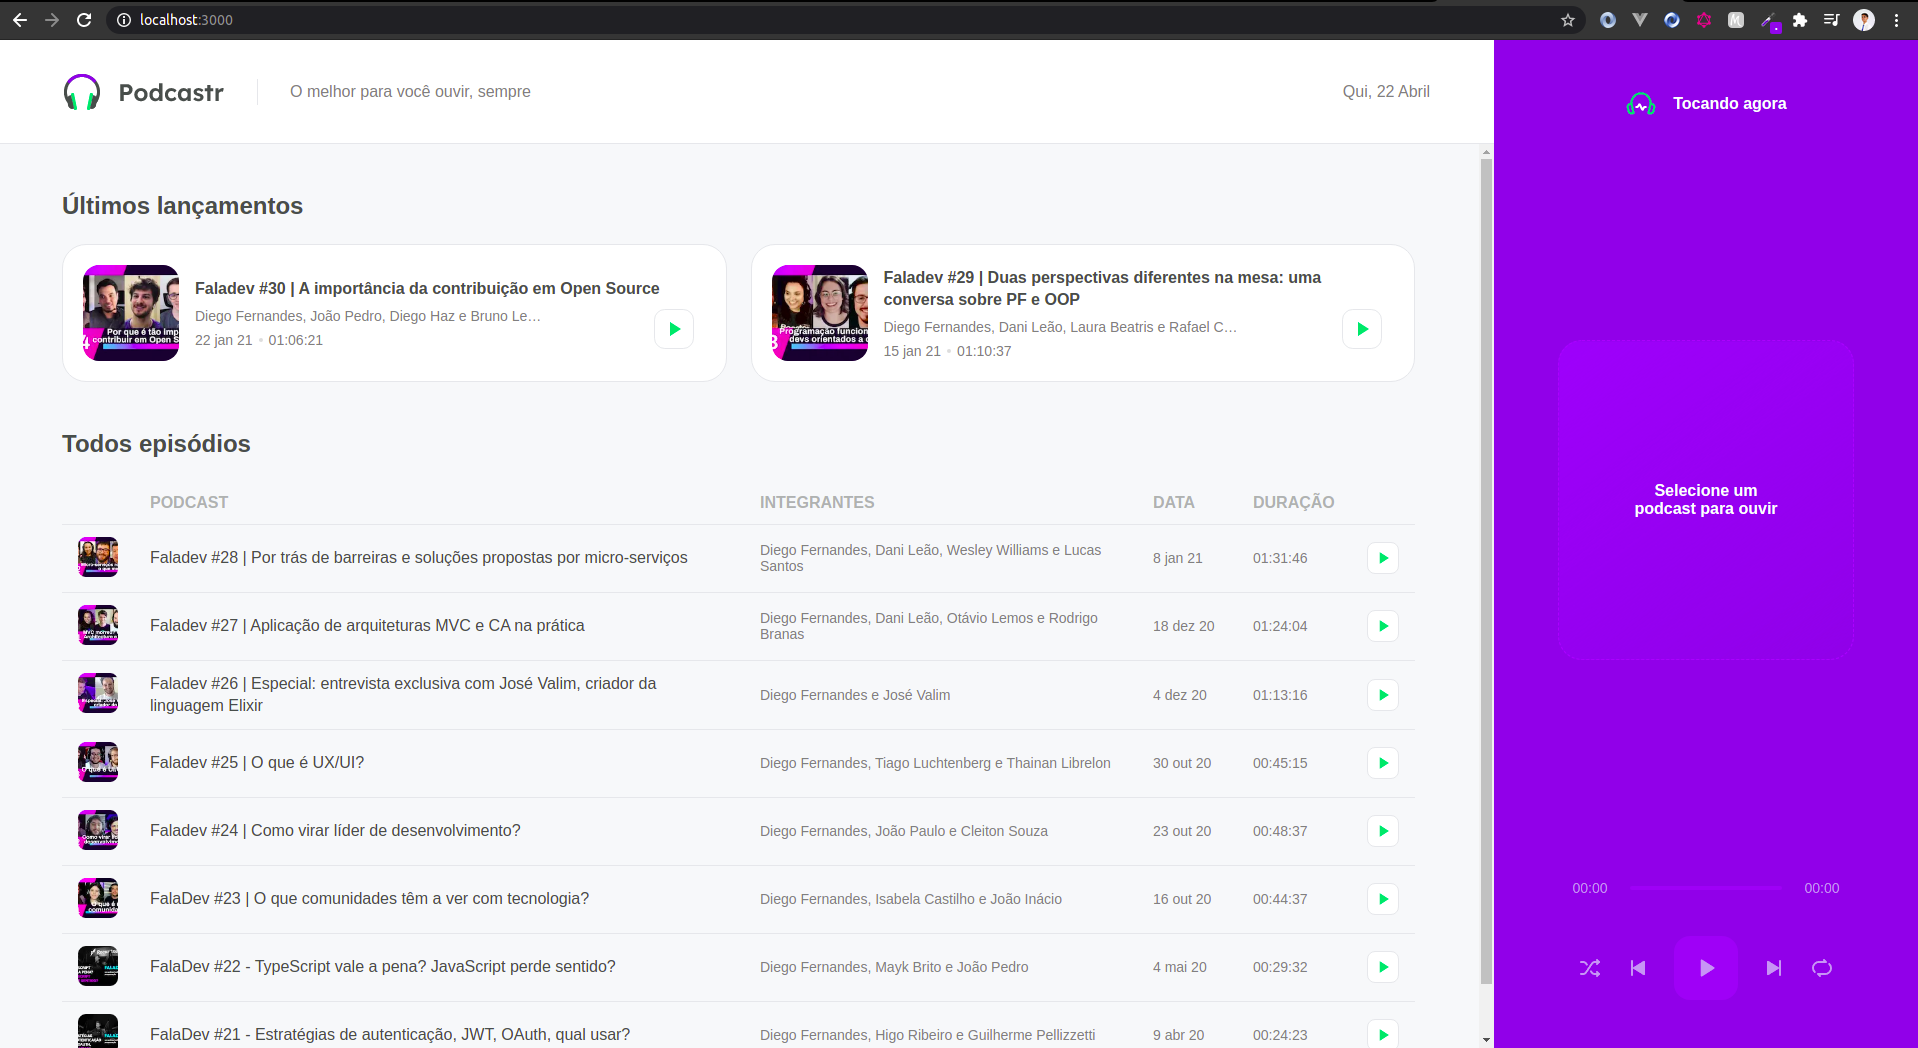 localhost:3000
Podcastr
O melhor para você ouvir, sempre
Qui, 22 Abril
Tocando agora
Últimos lançamentos
Por que é tão imp
contribuir em Open S
Faladev #30 | A importância da contribuição em Open Source
Diego Fernandes, João Pedro, Diego Haz e Bruno Le…
22 jan 21 • 01:06:21
Programação funcion
devs orientados a o
Faladev #29 | Duas perspectivas diferentes na mesa: uma
conversa sobre PF e OOP
Diego Fernandes, Dani Leão, Laura Beatris e Rafael C…
15 jan 21 • 01:10:37
Todos episódios
PODCAST INTEGRANTES DATA DURAÇÃO
Faladev #28 | Por trás de barreiras e soluções propostas por micro-serviços
Diego Fernandes, Dani Leão, Wesley Williams e Lucas
Santos
8 jan 21
01:31:46
Faladev #27 | Aplicação de arquiteturas MVC e CA na prática
Diego Fernandes, Dani Leão, Otávio Lemos e Rodrigo
Branas
18 dez 20
01:24:04
Faladev #26 | Especial: entrevista exclusiva com José Valim, criador da
linguagem Elixir
Diego Fernandes e José Valim
4 dez 20
01:13:16
Faladev #25 | O que é UX/UI?
Diego Fernandes, Tiago Luchtenberg e Thainan Librelon
30 out 20
00:45:15
Faladev #24 | Como virar líder de desenvolvimento?
Diego Fernandes, João Paulo e Cleiton Souza
23 out 20
00:48:37
FalaDev #23 | O que comunidades têm a ver com tecnologia?
Diego Fernandes, Isabela Castilho e João Inácio
16 out 20
00:44:37
FalaDev #22 - TypeScript vale a pena? JavaScript perde sentido?
Diego Fernandes, Mayk Brito e João Pedro
4 mai 20
00:29:32
FalaDev #21 - Estratégias de autenticação, JWT, OAuth, qual usar?
Diego Fernandes, Higo Ribeiro e Guilherme Pellizzetti
9 abr 20
00:24:23
Selecione um
podcast para ouvir
00:00
00:00